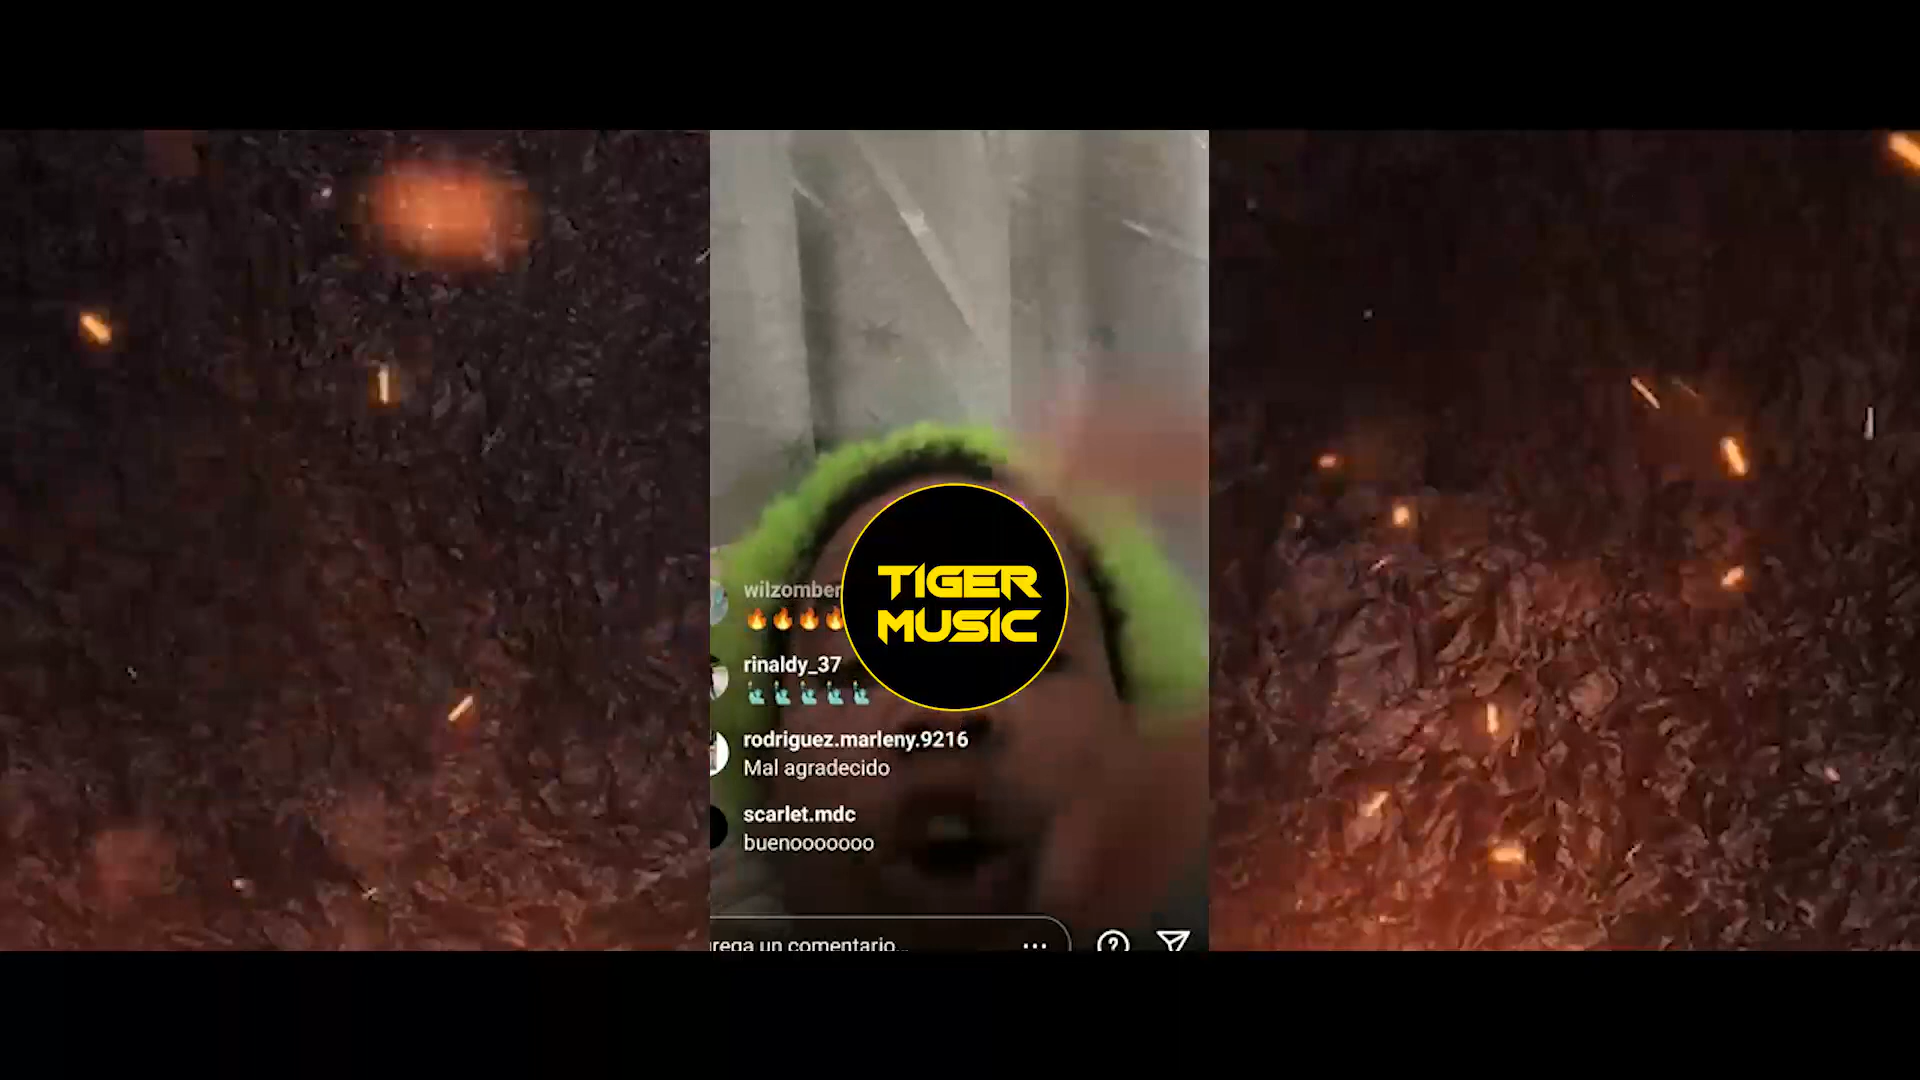 wilzomber
TIGER
MUSIC
rinaldy_37
rodriguez.marleny.9216
Mal agradecido
scarlet.mdc
buenooooooo
rega un comentario...